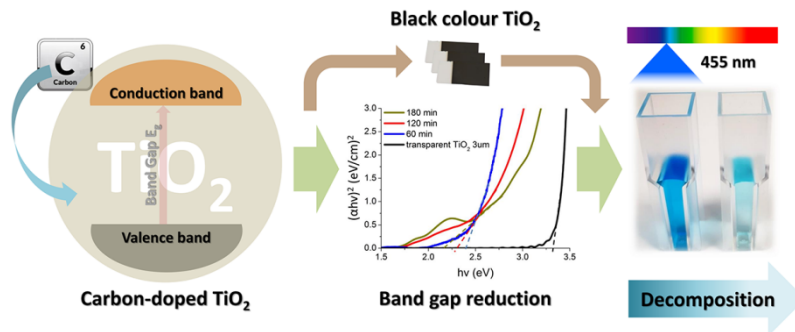 6
C
Carbon
Conduction band
Band Gap Eg
TiO2
Valence band
Carbon-doped TiO2
Black colour TiO2
3.0
2.5
2.0
1.5
1.0
0.5
0.0
(αhν)² (eV/cm)²
180 min
120 min
60 min
transparent TiO2 3um
1.5 2.0 2.5 3.0 3.5
hν (eV)
Band gap reduction
455 nm
Decomposition